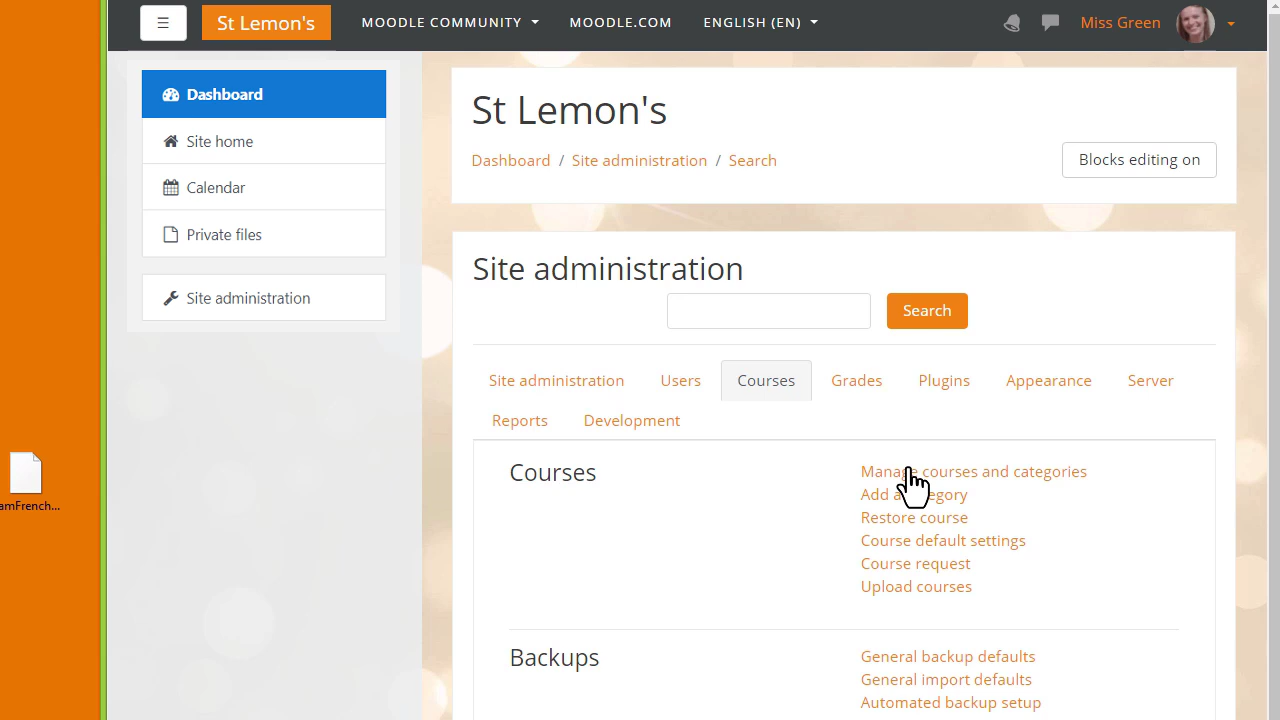 ☰ St Lemon's MOODLE COMMUNITY MOODLE.COM ENGLISH (EN) Miss Green
Dashboard
Site home
Calendar
Private files
Site administration
St Lemon's
Dashboard / Site administration / Search
Blocks editing on
Site administration
Search
Site administration Users Courses Grades Plugins Appearance Server
Reports Development
Courses
Manage courses and categories
Add a category
Restore course
Course default settings
Course request
Upload courses
Backups
General backup defaults
General import defaults
Automated backup setup
amFrench...